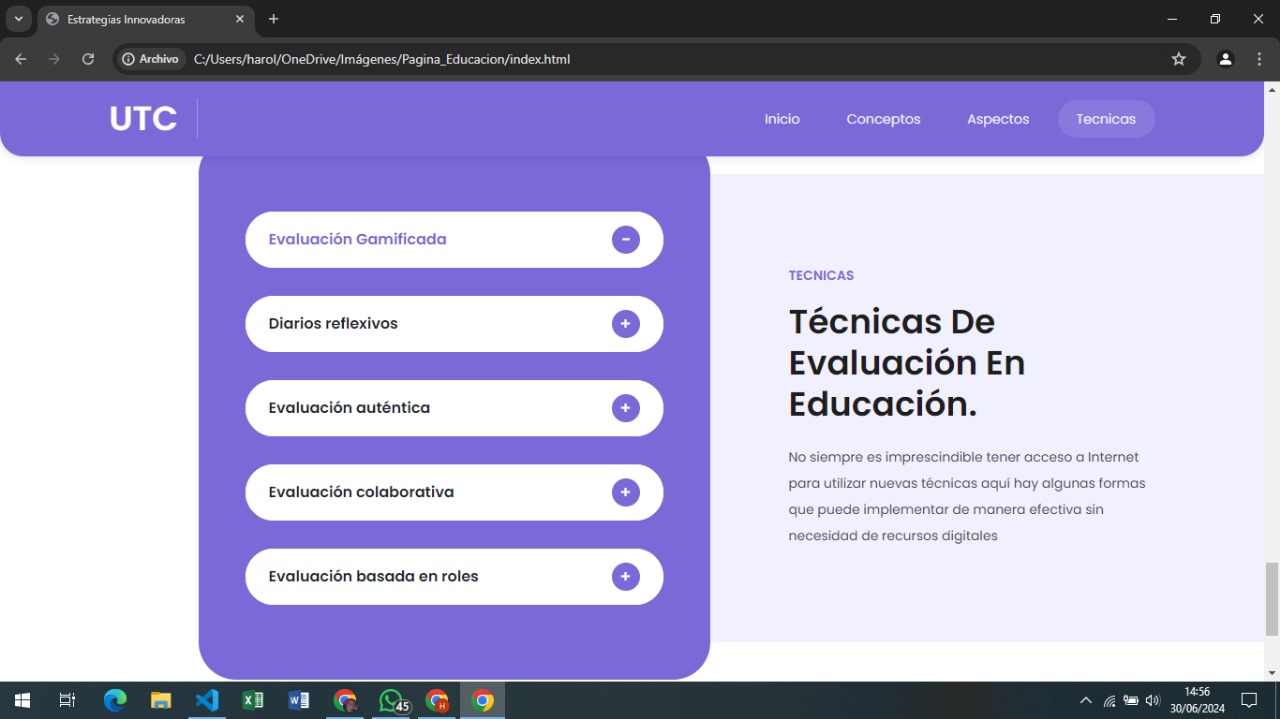 Estrategias Innovadoras
Archivo C:/Users/harol/OneDrive/Imágenes/Pagina_Educacion/index.html
UTC
Inicio Conceptos Aspectos Tecnicas
Evaluación Gamificada
Diarios reflexivos
Evaluación auténtica
Evaluación colaborativa
Evaluación basada en roles
TECNICAS
Técnicas De
Evaluación En
Educación.
No siempre es imprescindible tener acceso a Internet
para utilizar nuevas técnicas aquí hay algunas formas
que puede implementar de manera efectiva sin
necesidad de recursos digitales
45
H
14:56
30/06/2024